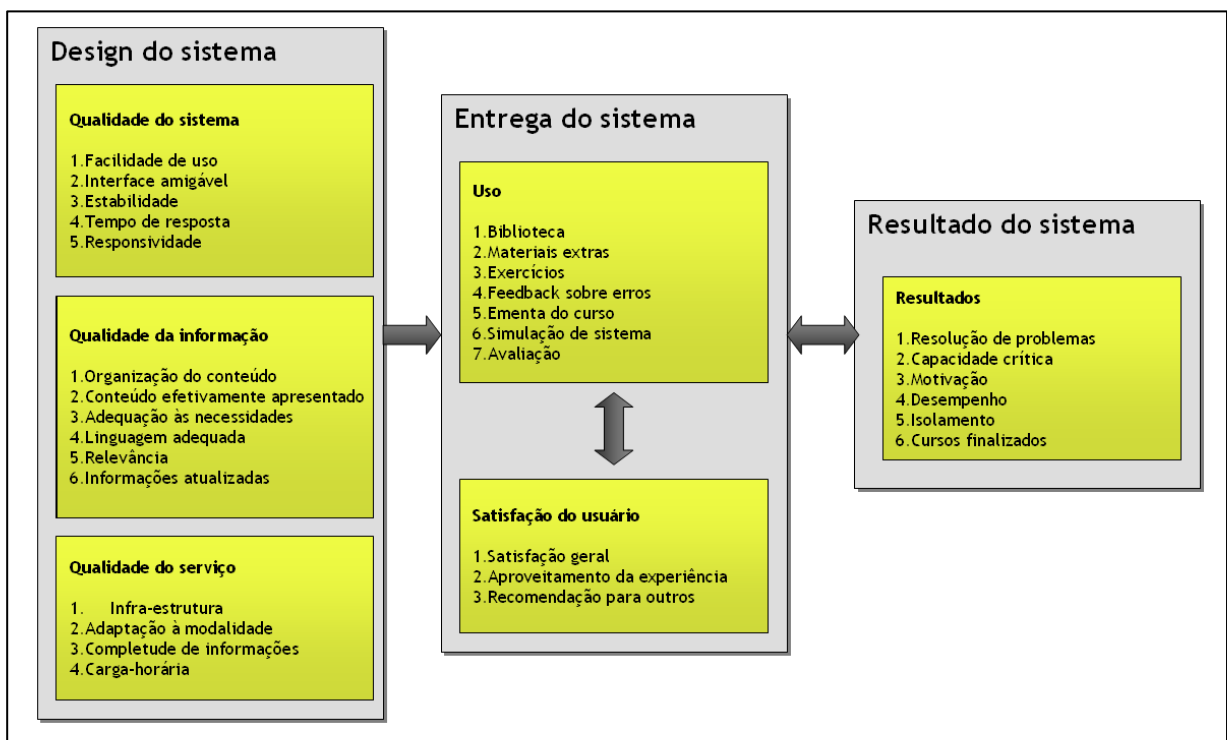 Design do sistema
Qualidade do sistema
1.Facilidade de uso
2.Interface amigável
3.Estabilidade
4.Tempo de resposta
5.Responsividade
Qualidade da informação
1.Organização do conteúdo
2.Conteúdo efetivamente apresentado
3.Adequação às necessidades
4.Linguagem adequada
5.Relevância
6.Informações atualizadas
Qualidade do serviço
1. Infra-estrutura
2.Adaptação à modalidade
3.Completude de informações
4.Carga-horária
Entrega do sistema
Uso
1.Biblioteca
2.Materiais extras
3.Exercícios
4.Feedback sobre erros
5.Ementa do curso
6.Simulação de sistema
7.Avaliação
Satisfação do usuário
1.Satisfação geral
2.Aproveitamento da experiência
3.Recomendação para outros
Resultado do sistema
Resultados
1.Resolução de problemas
2.Capacidade crítica
3.Motivação
4.Desempenho
5.Isolamento
6.Cursos finalizados